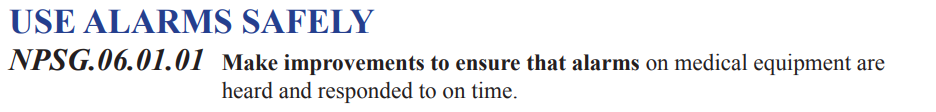 USE ALARMS SAFELY
NPSG.06.01.01 Make improvements to ensure that alarms on medical equipment are
heard and responded to on time.